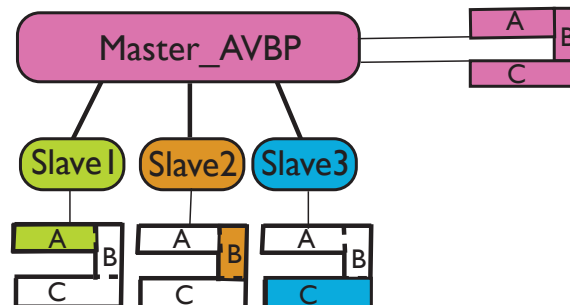 A
Master_AVBP
B
C
Slave1 Slave2 Slave3
A A A
B B B
C C C